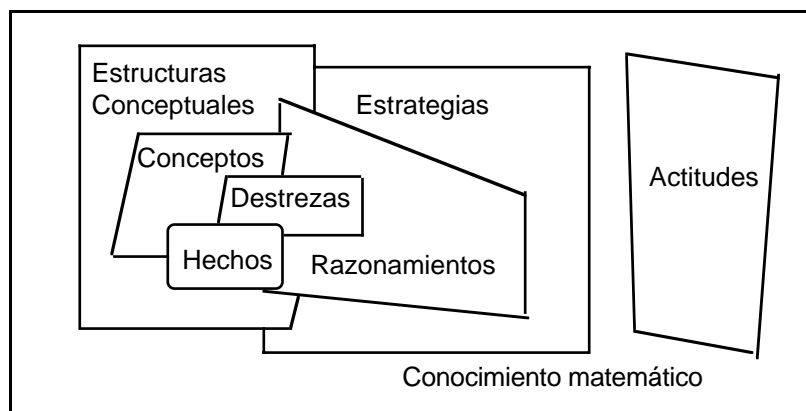 Estructuras
Conceptuales
Estrategias
Conceptos
Actitudes
Destrezas
Hechos
Razonamientos
Conocimiento matemático